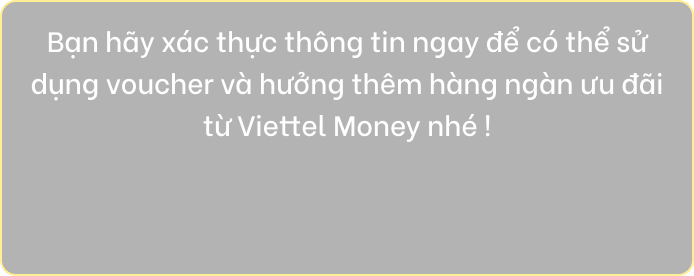 Bạn hãy xác thực thông tin ngay để có thể sử
dụng voucher và hưởng thêm hàng ngàn ưu đãi
từ Viettel Money nhé !